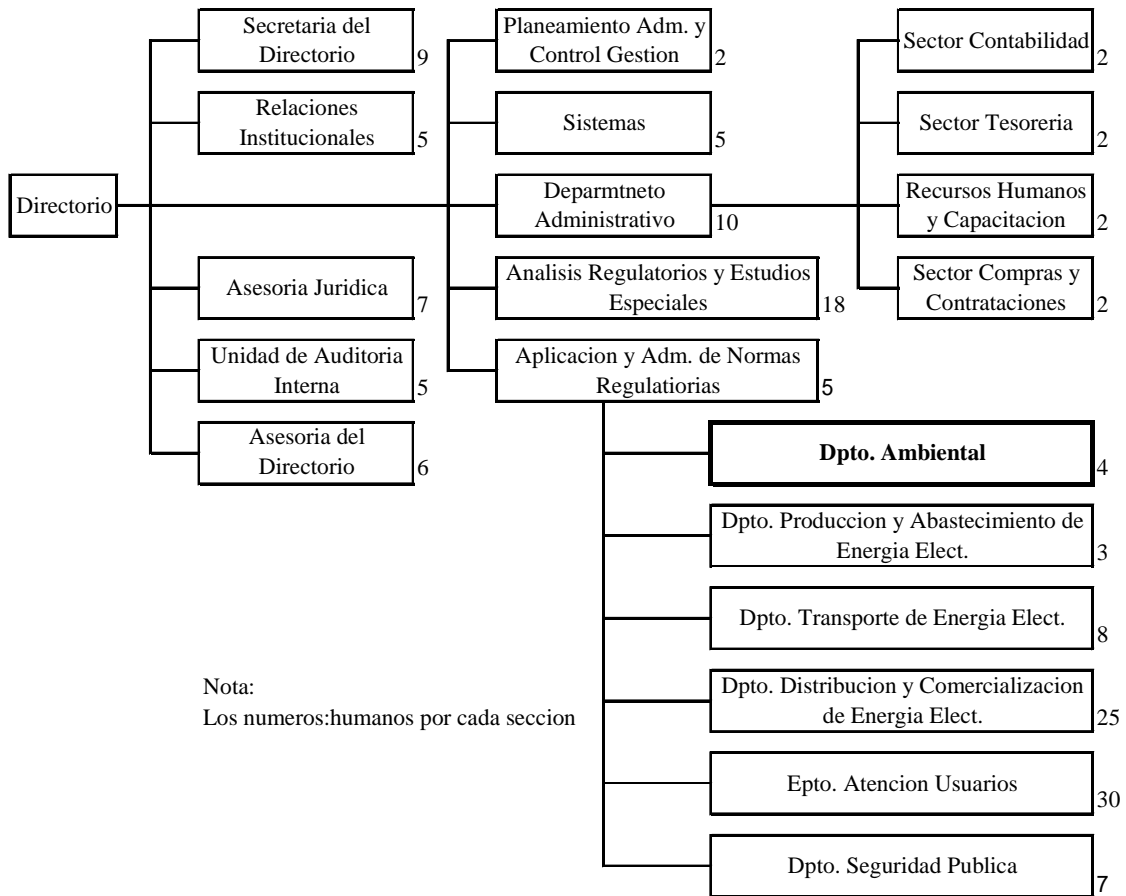 Directorio
Secretaria del
Directorio
9
Relaciones
Institucionales
5
Asesoria Juridica
7
Unidad de Auditoria
Interna
5
Asesoria del
Directorio
6
Planeamiento Adm. y
Control Gestion
2
Sistemas
5
Deparmtneto
Administrativo
10
Analisis Regulatorios y Estudios
Especiales
18
Aplicacion y Adm. de Normas
Regulatiorias
5
Sector Contabilidad
2
Sector Tesoreria
2
Recursos Humanos
y Capacitacion
2
Sector Compras y
Contrataciones
2
Dpto. Ambiental
4
Dpto. Produccion y Abastecimiento de
Energia Elect.
3
Dpto. Transporte de Energia Elect.
8
Dpto. Distribucion y Comercializacion
de Energia Elect.
25
Epto. Atencion Usuarios
30
Dpto. Seguridad Publica
7
Nota:
Los numeros:humanos por cada seccion